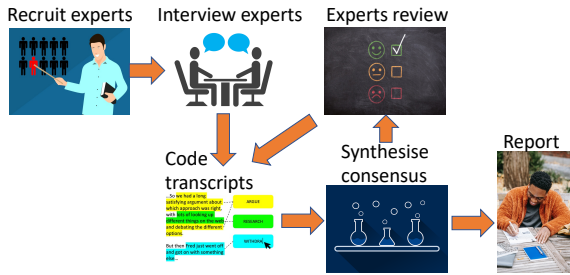 Recruit experts
Interview experts
Experts review
Code
transcripts
...So we had a long
satisfying argument about
which approach was right,
with lots of looking up
different things on the web
and debating the different
options.
But then Fred just went off
and got on with something
else...
ARGUE
RESEARCH
WITHDRAW
Synthesise
consensus
Report